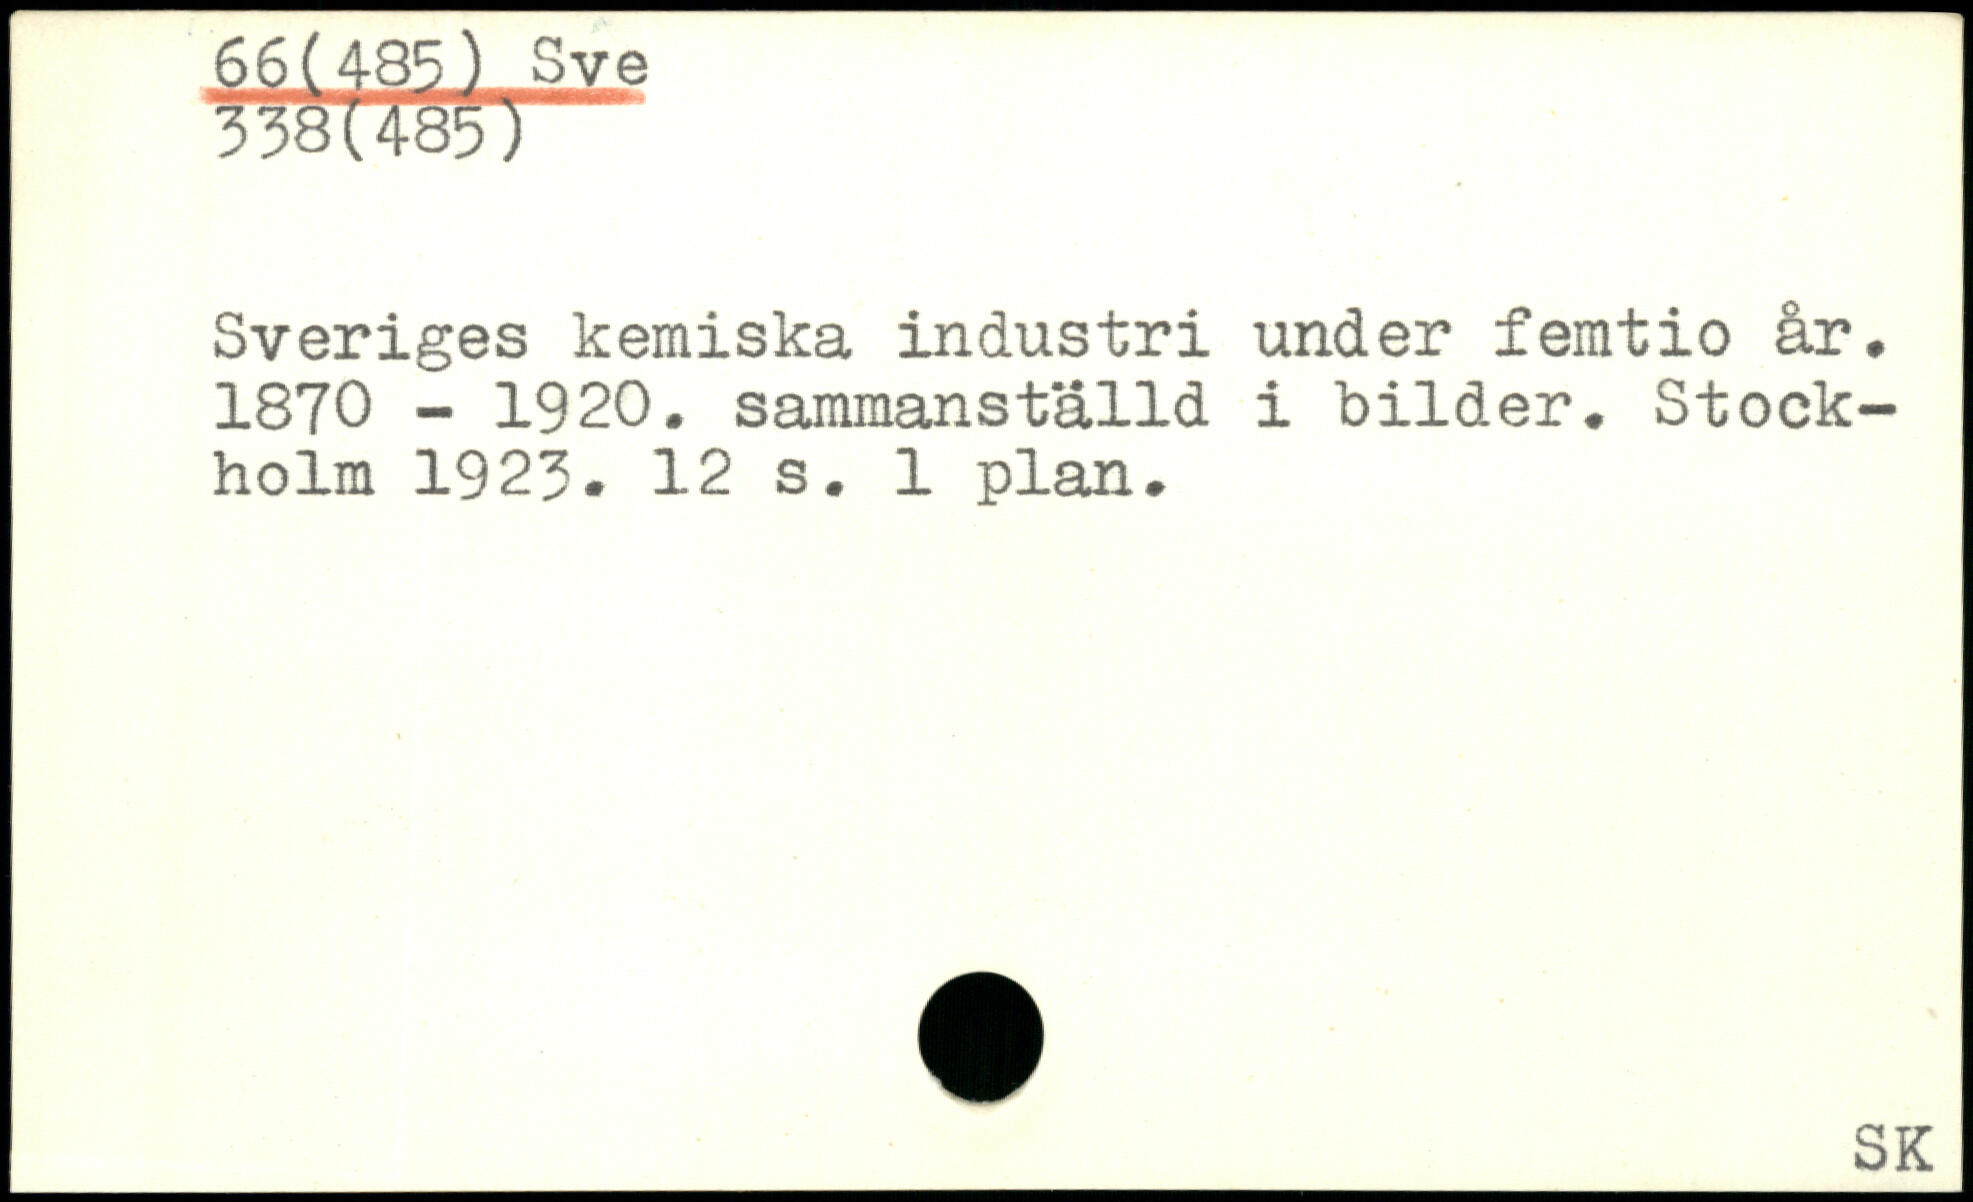 66(485) Sve
338(485)
Sveriges kemiska industri under femtio år.
1870 - 1920. sammanställd i bilder. Stock-
holm 1923. 12 s. 1 plan.
SK